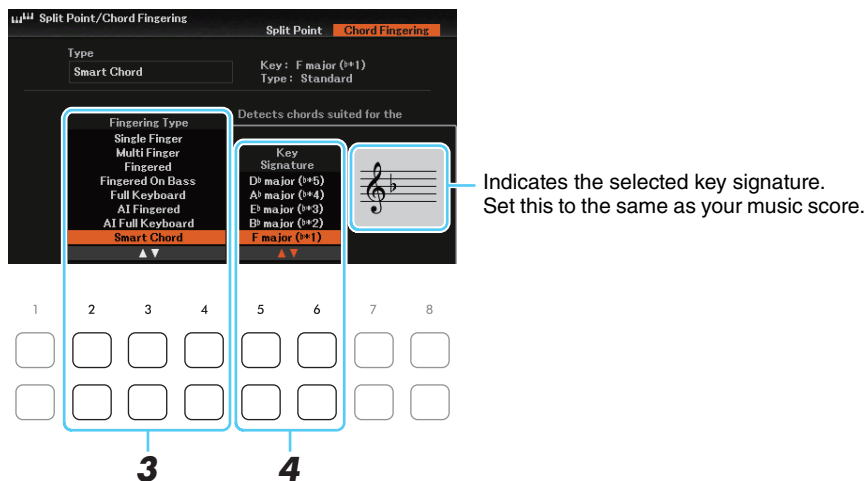 Split Point/Chord Fingering
Split Point Chord Fingering
Type
Smart Chord
Key: F major (♭*1)
Type: Standard
Detects chords suited for the
Fingering Type
Single Finger
Multi Finger
Fingered
Fingered On Bass
Full Keyboard
AI Fingered
AI Full Keyboard
Smart Chord
Key
Signature
D♭ major (♭*5)
A♭ major (♭*4)
E♭ major (♭*3)
B♭ major (♭*2)
F major (♭*1)
Indicates the selected key signature.
Set this to the same as your music score.
1 2 3 4 5 6 7 8
3 4